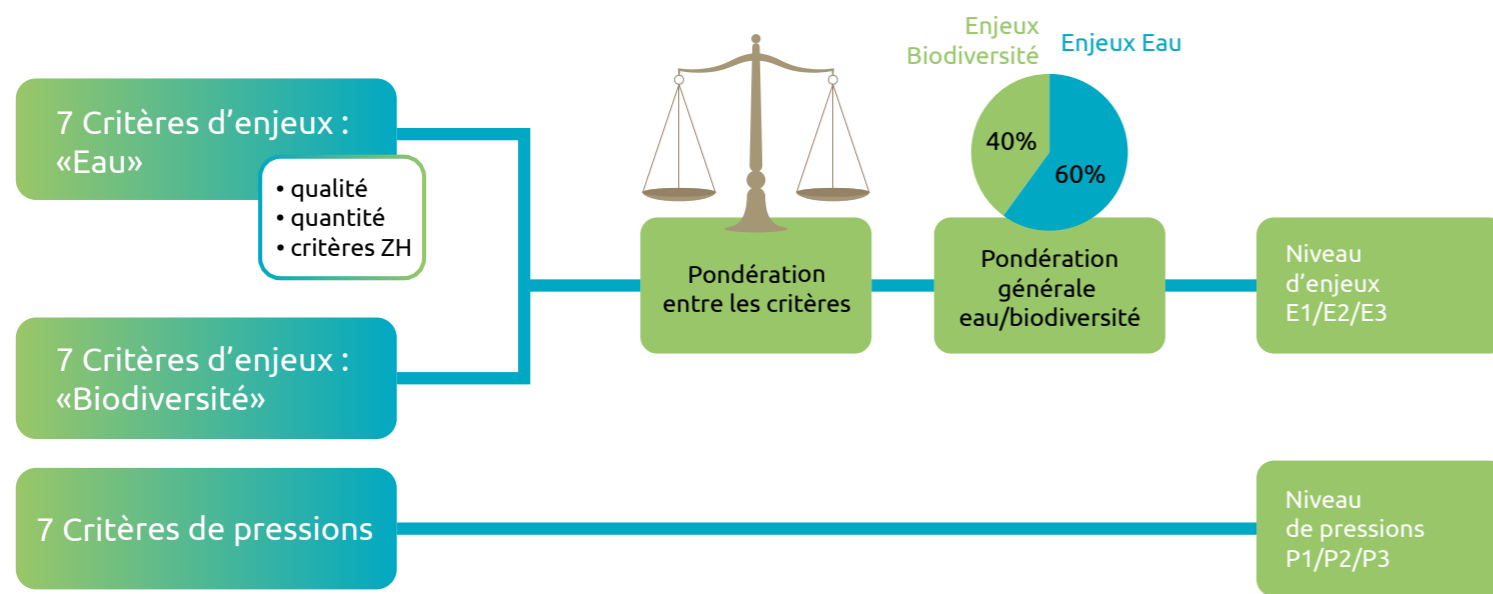 7 Critères d’enjeux :
«Eau»
• qualité
• quantité
• critères ZH
7 Critères d’enjeux :
«Biodiversité»
7 Critères de pressions
Pondération
entre les critères
Enjeux
Biodiversité
Enjeux Eau
40%
60%
Pondération
générale
eau/biodiversité
Niveau
d’enjeux
E1/E2/E3
Niveau
de pressions
P1/P2/P3